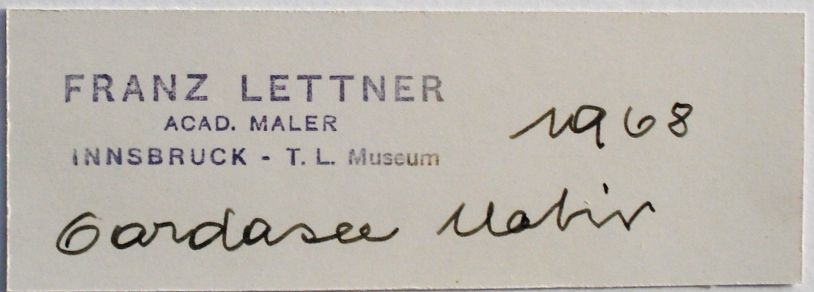 FRANZ LETTNER
ACAD. MALER
INNSBRUCK - T. L. Museum
1968
Gardasee Motiv